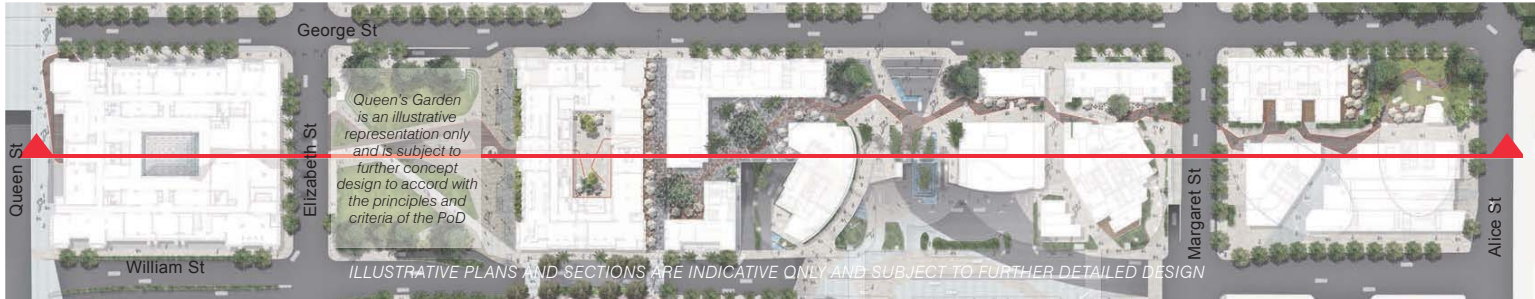 George St
Queen St
Elizabeth St
Queen's Garden
is an illustrative
representation only
and is subject to
further concept
design to accord with
the principles and
criteria of the PoD
Margaret St
Alice St
William St
ILLUSTRATIVE PLANS AND SECTIONS ARE INDICATIVE ONLY AND SUBJECT TO FURTHER DETAILED DESIGN